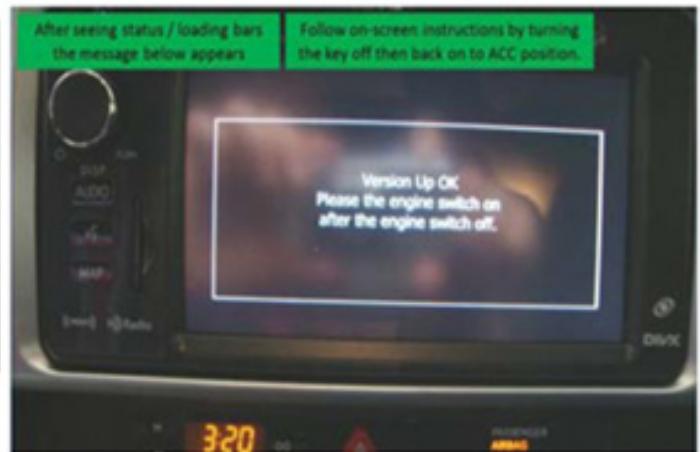 After seeing status / loading bars
the message below appears
Follow on-screen instructions by turning
the key off then back on to ACC position.
DISP
AUDIO
Version Up OK
Please the engine switch on
after the engine switch off.
MAP
Radio
DIVX
3:20
PASSENGER
AIRBAG